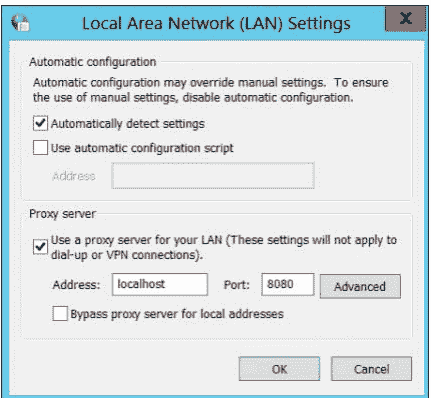 Local Area Network (LAN) Settings
X
Automatic configuration
Automatic configuration may override manual settings. To ensure
the use of manual settings, disable automatic configuration.
Automatically detect settings
Use automatic configuration script
Address
Proxy server
Use a proxy server for your LAN (These settings will not apply to
dial-up or VPN connections).
Address: localhost Port: 8080 Advanced
Bypass proxy server for local addresses
OK Cancel